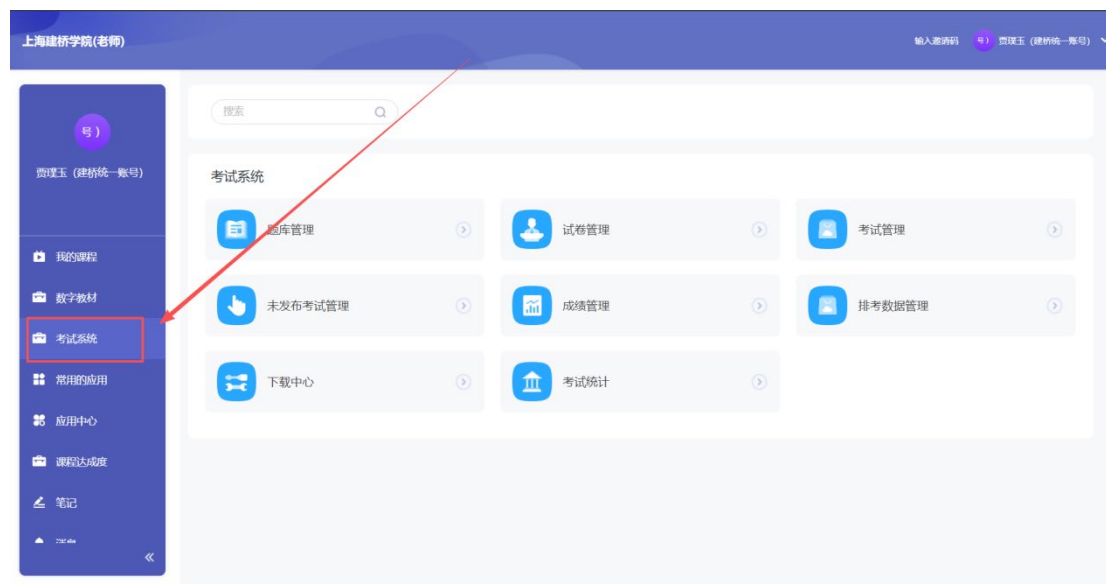 上海建桥学院(老师)
输入邀请码 号） 贾璞玉（建桥统一账号）
号）
贾璞玉（建桥统一账号）
搜索
我的课程
数字教材
考试系统
常用的应用
应用中心
课程达成度
笔记
考试系统
题库管理
试卷管理
考试管理
未发布考试管理
成绩管理
排考数据管理
下载中心
考试统计